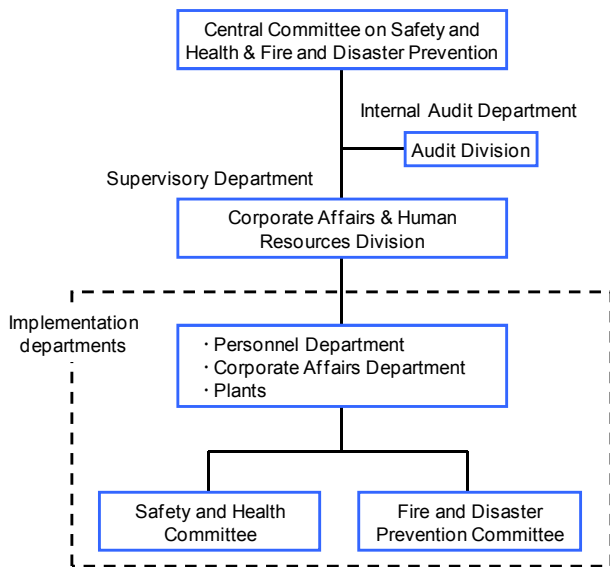 Central Committee on Safety and
Health & Fire and Disaster Prevention
Internal Audit Department
Audit Division
Supervisory Department
Corporate Affairs & Human
Resources Division
Implementation
departments
· Personnel Department
· Corporate Affairs Department
· Plants
Safety and Health
Committee
Fire and Disaster
Prevention Committee